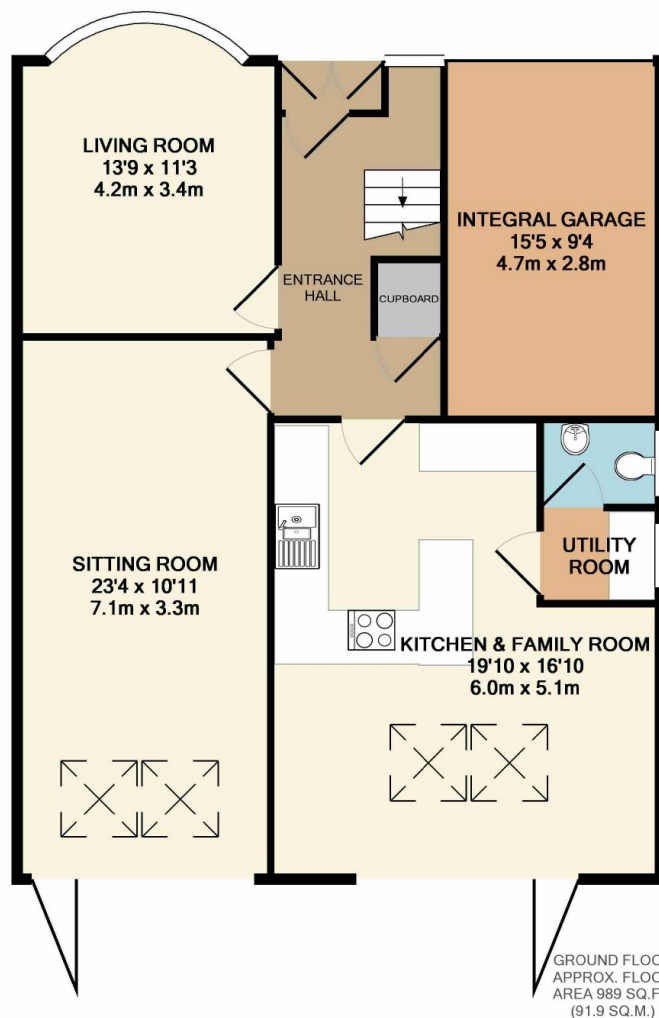 LIVING ROOM
13'9 x 11'3
4.2m x 3.4m
INTEGRAL GARAGE
15'5 x 9'4
4.7m x 2.8m
ENTRANCE
HALL
CUPBOARD
SITTING ROOM
23'4 x 10'11
7.1m x 3.3m
UTILITY
ROOM
KITCHEN & FAMILY ROOM
19'10 x 16'10
6.0m x 5.1m
GROUND FLOO
APPROX. FLOO
AREA 989 SQ.F
(91.9 SQ.M.)